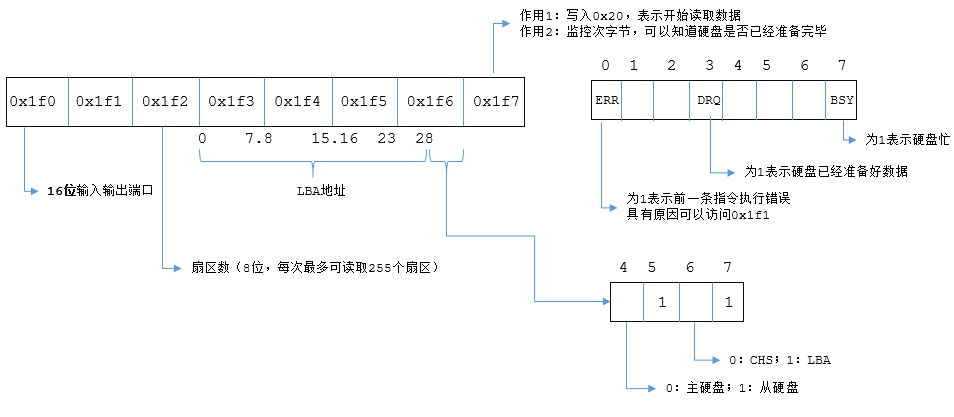 作用1: 写入0x20，表示开始读取数据
作用2: 监控次字节，可以知道硬盘是否已经准备完毕
0 1 2 3 4 5 6 7
0x1f0 0x1f1 0x1f2 0x1f3 0x1f4 0x1f5 0x1f6 0x1f7
ERR DRQ BSY
0 7.8 15.16 23 28
为1表示硬盘忙
LBA地址
为1表示硬盘已经准备好数据
16位输入输出端口
为1表示前一条指令执行错误
具有原因可以访问0x1f1
扇区数（8位，每次最多可读取255个扇区）
4 5 6 7
1 1
0: CHS; 1: LBA
0: 主硬盘; 1: 从硬盘